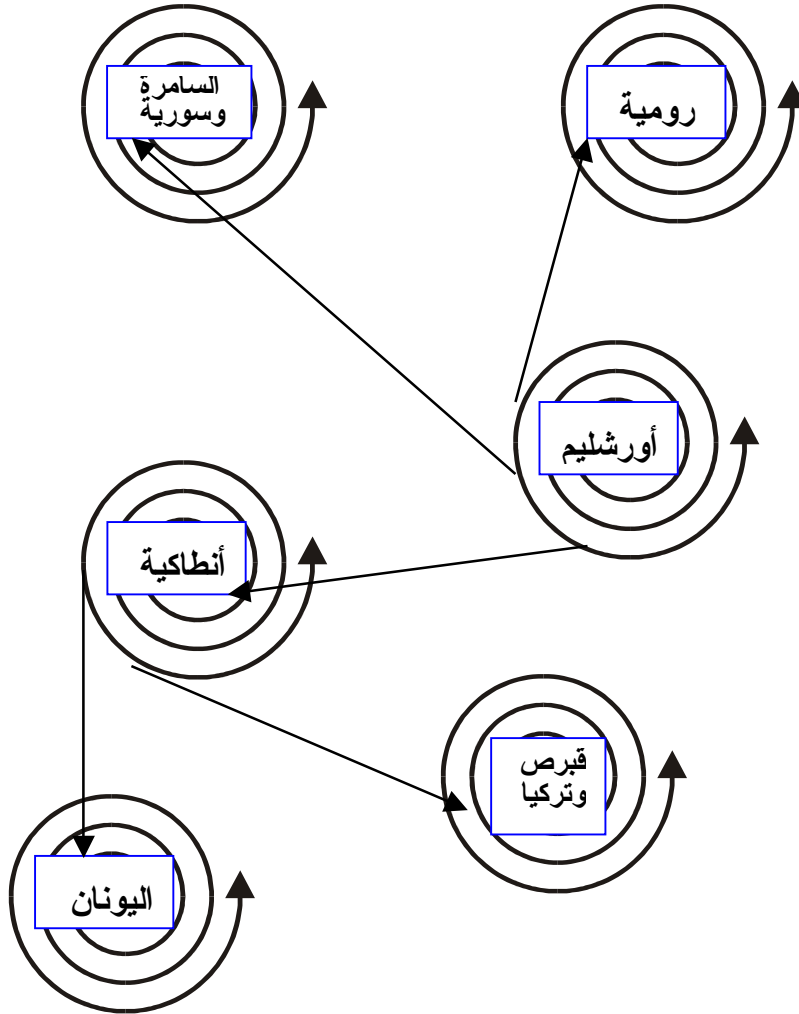 السامرة
وسورية
رومية
أورشليم
أنطاكية
قبرص
وتركيا
اليونان